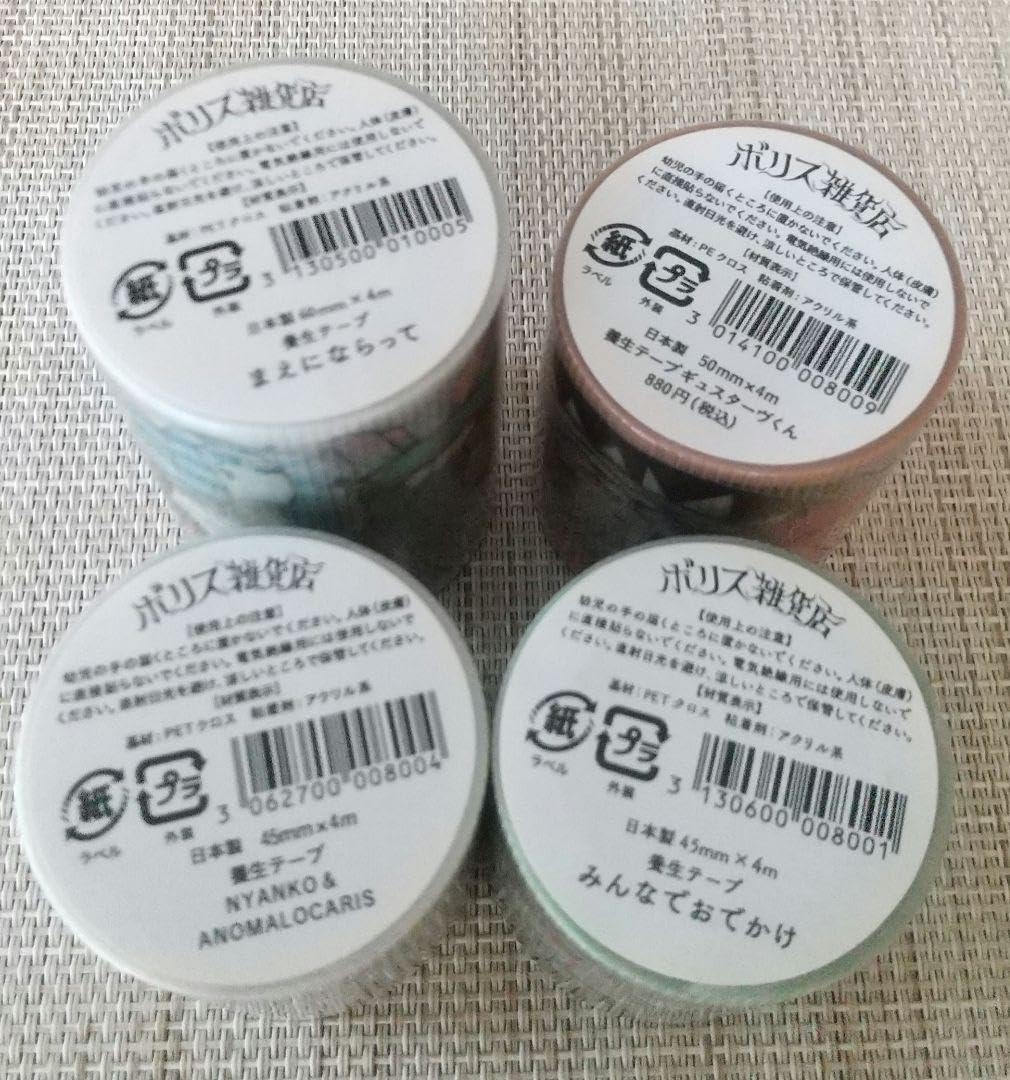 ボリス雑貨店
【使用上の注意】
幼児の手の届くところに置かないでください。人体(皮膚)
に直接貼らないでください。電気絶縁用には使用しないで
ください。直射日光を避け、涼しいところで保管してください。
【材質表示】
基材:PETクロス 粘着剤:アクリル系
紙
ラベル
プラ
外装
3 130500 010005
日本製 60mm×4m
養生テープ
まえにならって
ボリス雑貨店
【使用上の注意】
幼児の手の届くところに置かないでください。人体(皮膚)
に直接貼らないでください。電気絶縁用には使用しないで
ください。直射日光を避け、涼しいところで保管してください。
【材質表示】
基材:PEクロス 粘着剤:アクリル系
紙
ラベル
プラ
外装
3 014100 008009
日本製 50mm×4m
養生テープギュスターヴくん
880円(税込)
ボリス雑貨店
【使用上の注意】
幼児の手の届くところに置かないでください。人体(皮膚)
に直接貼らないでください。電気絶縁用には使用しないで
ください。直射日光を避け、涼しいところで保管してください。
【材質表示】
基材:PETクロス 粘着剤:アクリル系
紙
ラベル
プラ
外装
3 062700 008004
日本製 45mm×4m
養生テープ
NYANKO&
ANOMALOCARIS
ボリス雑貨店
【使用上の注意】
幼児の手の届くところに置かないでください。人体(皮膚)
に直接貼らないでください。電気絶縁用には使用しないで
ください。直射日光を避け、涼しいところで保管してください。
【材質表示】
基材:PETクロス 粘着剤:アクリル系
紙
ラベル
プラ
外装
3 130600 008001
日本製 45mm×4m
養生テープ
みんなでおでかけ